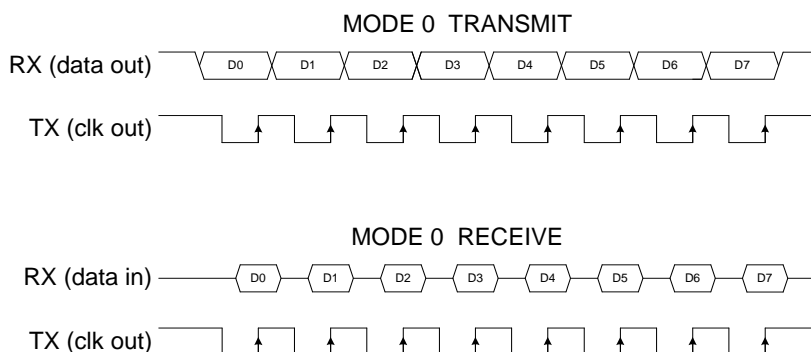 MODE 0 TRANSMIT
RX (data out) D0 D1 D2 D3 D4 D5 D6 D7
TX (clk out)
MODE 0 RECEIVE
RX (data in) D0 D1 D2 D3 D4 D5 D6 D7
TX (clk out)